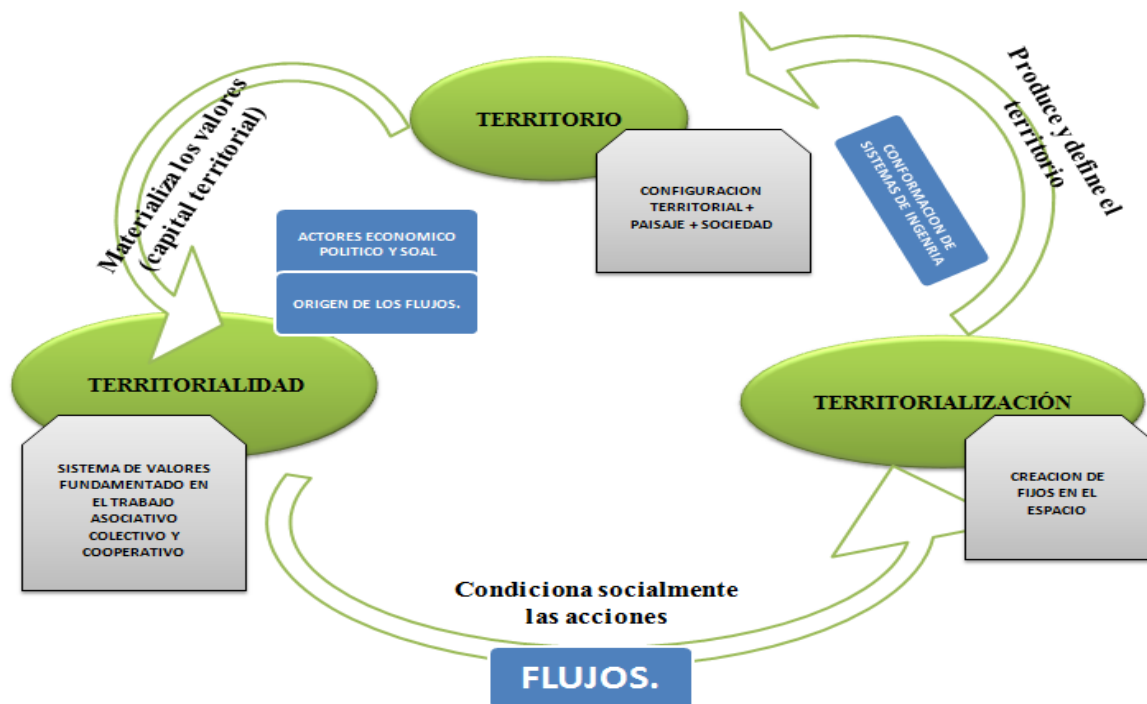 TERRITORIO
CONFIGURACION
TERRITORIAL +
PAISAJE + SOCIEDAD
Materializa los valores
(capital territorial)
ACTORES ECONOMICO
POLITICO Y SOAL
ORIGEN DE LOS FLUJOS.
TERRITORIALIDAD
SISTEMA DE VALORES
FUNDAMENTADO EN
EL TRABAJO
ASOCIATIVO
COLECTIVO Y
COOPERATIVO
Condiciona socialmente
las acciones
FLUJOS.
TERRITORIALIZACIÓN
CREACION DE
FIJOS EN EL
ESPACIO
CONFORMACION DE
SISTEMAS DE INGENRIA
Produce y define el
territorio